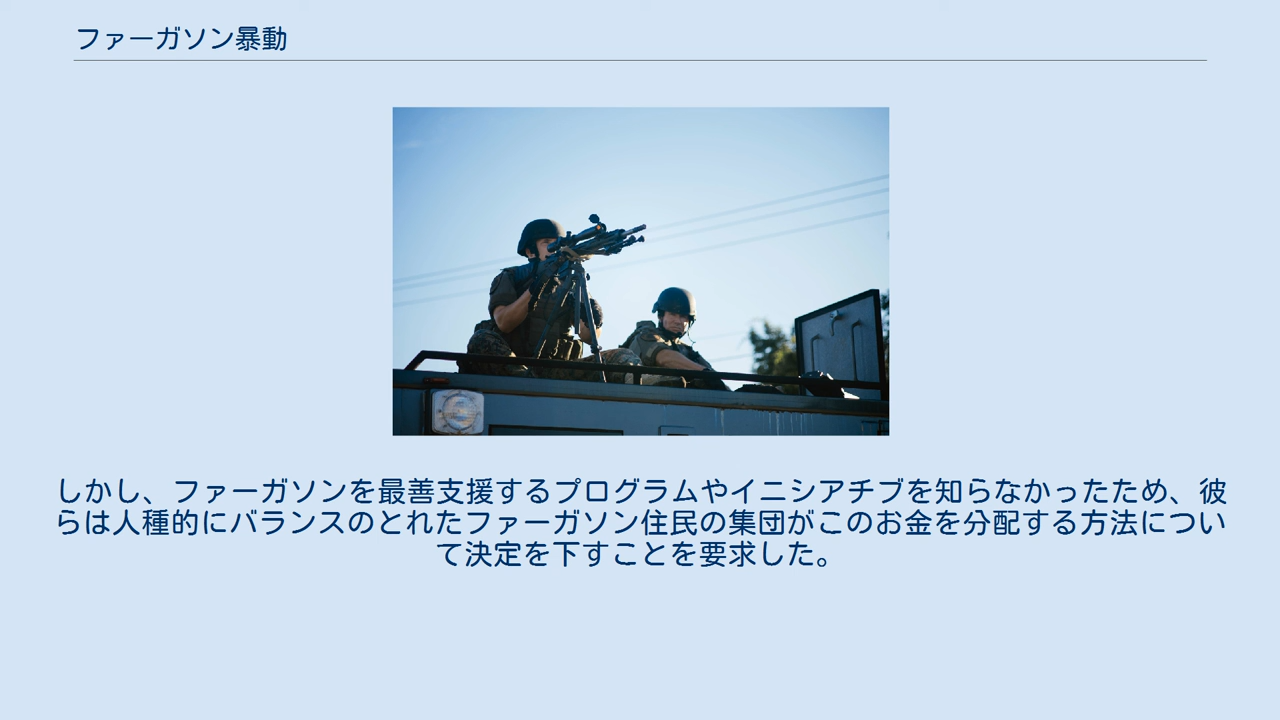 ファーガソン暴動
しかし、ファーガソンを最善支援するプログラムやイニシアチブを知らなかったため、彼
らは人種的にバランスのとれたファーガソン住民の集団がこのお金を分配する方法につい
て決定を下すことを要求した。